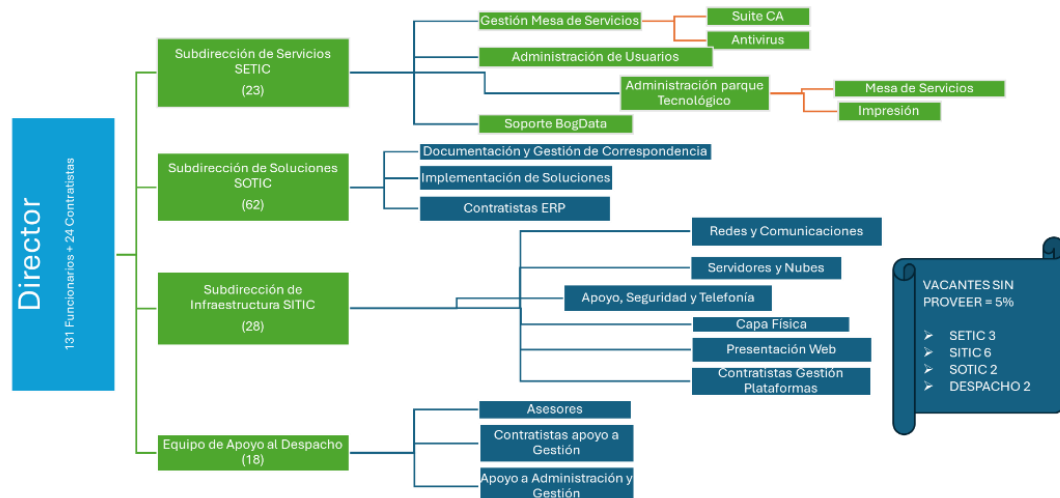 Director
131 Funcionarios + 24 Contratistas
Subdirección de Servicios
SETIC
(23)
Gestión Mesa de Servicios
Suite CA
Antivirus
Administración de Usuarios
Administración parque
Tecnológico
Mesa de Servicios
Impresión
Soporte BogData
Subdirección de Soluciones
SOTIC
(62)
Documentación y Gestión de Correspondencia
Implementación de Soluciones
Contratistas ERP
Subdirección de
Infraestructura SITIC
(28)
Redes y Comunicaciones
Servidores y Nubes
Apoyo, Seguridad y Telefonía
Capa Física
Presentación Web
Contratistas Gestión
Plataformas
Equipo de Apoyo al Despacho
(18)
Asesores
Contratistas apoyo a
Gestión
Apoyo a Administración y
Gestión
VACANTES SIN
PROVEER = 5%
➢ SETIC 3
➢ SITIC 6
➢ SOTIC 2
➢ DESPACHO 2